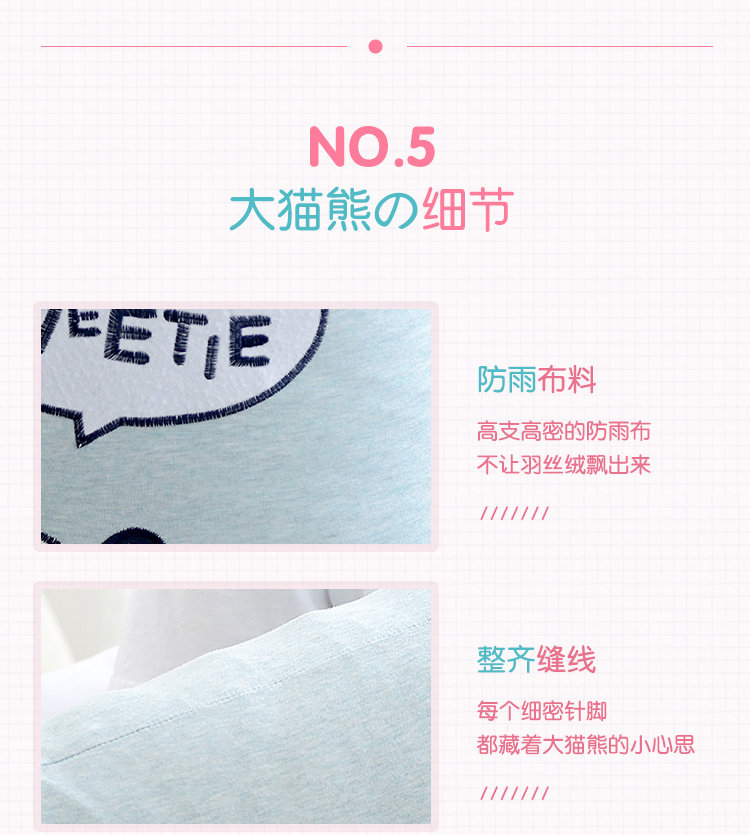 NO.5
大猫熊の细节
EETIE
防雨布料
高支高密的防雨布
不让羽丝绒飘出来
///////
整齐缝线
每个细密针脚
都藏着大猫熊的小心思
///////